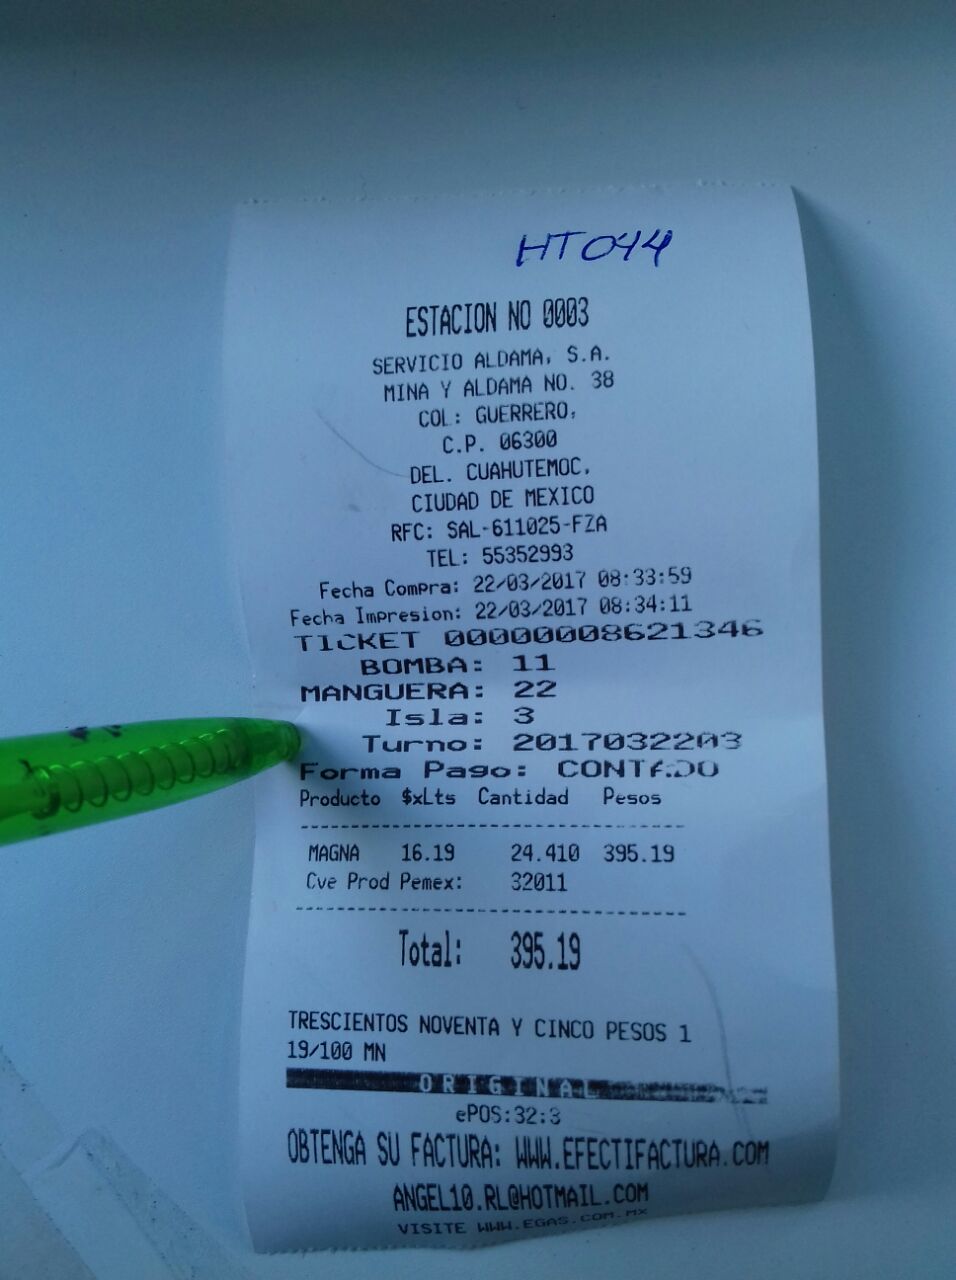 HT044
ESTACION NO 0003
SERVICIO ALDAMA, S.A.
MINA Y ALDAMA NO. 38
COL: GUERRERO,
C.P. 06300
DEL. CUAHUTEMOC,
CIUDAD DE MEXICO
RFC: SAL-611025-FZA
TEL: 55352993
Fecha Compra: 22/03/2017 08:33:59
Fecha Impresion: 22/03/2017 08:34:11
TICKET 00000008621346
BOMBA: 11
MANGUERA: 22
Isla: 3
Turno: 2017032203
Forma Pago: CONTADO
Producto $xLts Cantidad Pesos
MAGNA 16.19 24.410 395.19
Cve Prod Pemex: 32011
Total: 395.19
TRESCIENTOS NOVENTA Y CINCO PESOS 1
19/100 MN
ORIGINAL
ePOS:32:3
OBTENGA SU FACTURA: WWW.EFECTIFACTURA.COM
ANGEL10.RL@HOTMAIL.COM
VISITE WWW.EGAS.COM.MX